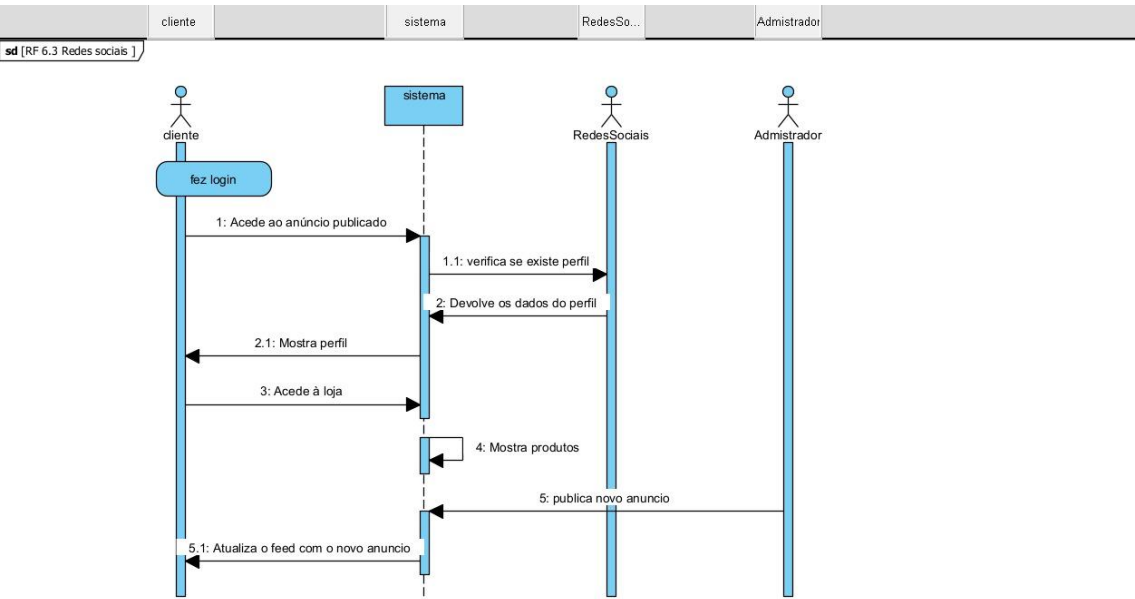 cliente
sistema
RedesSo...
Admistrador
sd [RF 6.3 Redes sociais ]
cliente
sistema
RedesSociais
Admistrador
fez login
1: Acede ao anúncio publicado
1.1: verifica se existe perfil
2: Devolve os dados do perfil
2.1: Mostra perfil
3: Acede à loja
4: Mostra produtos
5: publica novo anuncio
5.1: Atualiza o feed com o novo anuncio